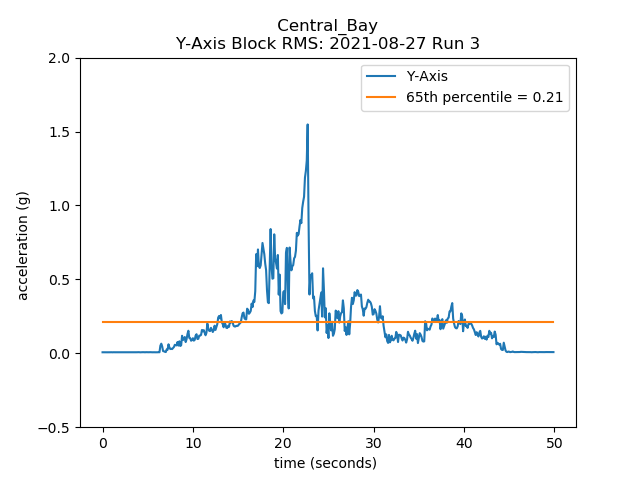 Central_Bay
Y-Axis Block RMS: 2021-08-27 Run 3
2.0
Y-Axis
65th percentile = 0.21
1.5
1.0
0.5
0.0
−0.5
acceleration (g)
0
10
20
30
40
50
time (seconds)